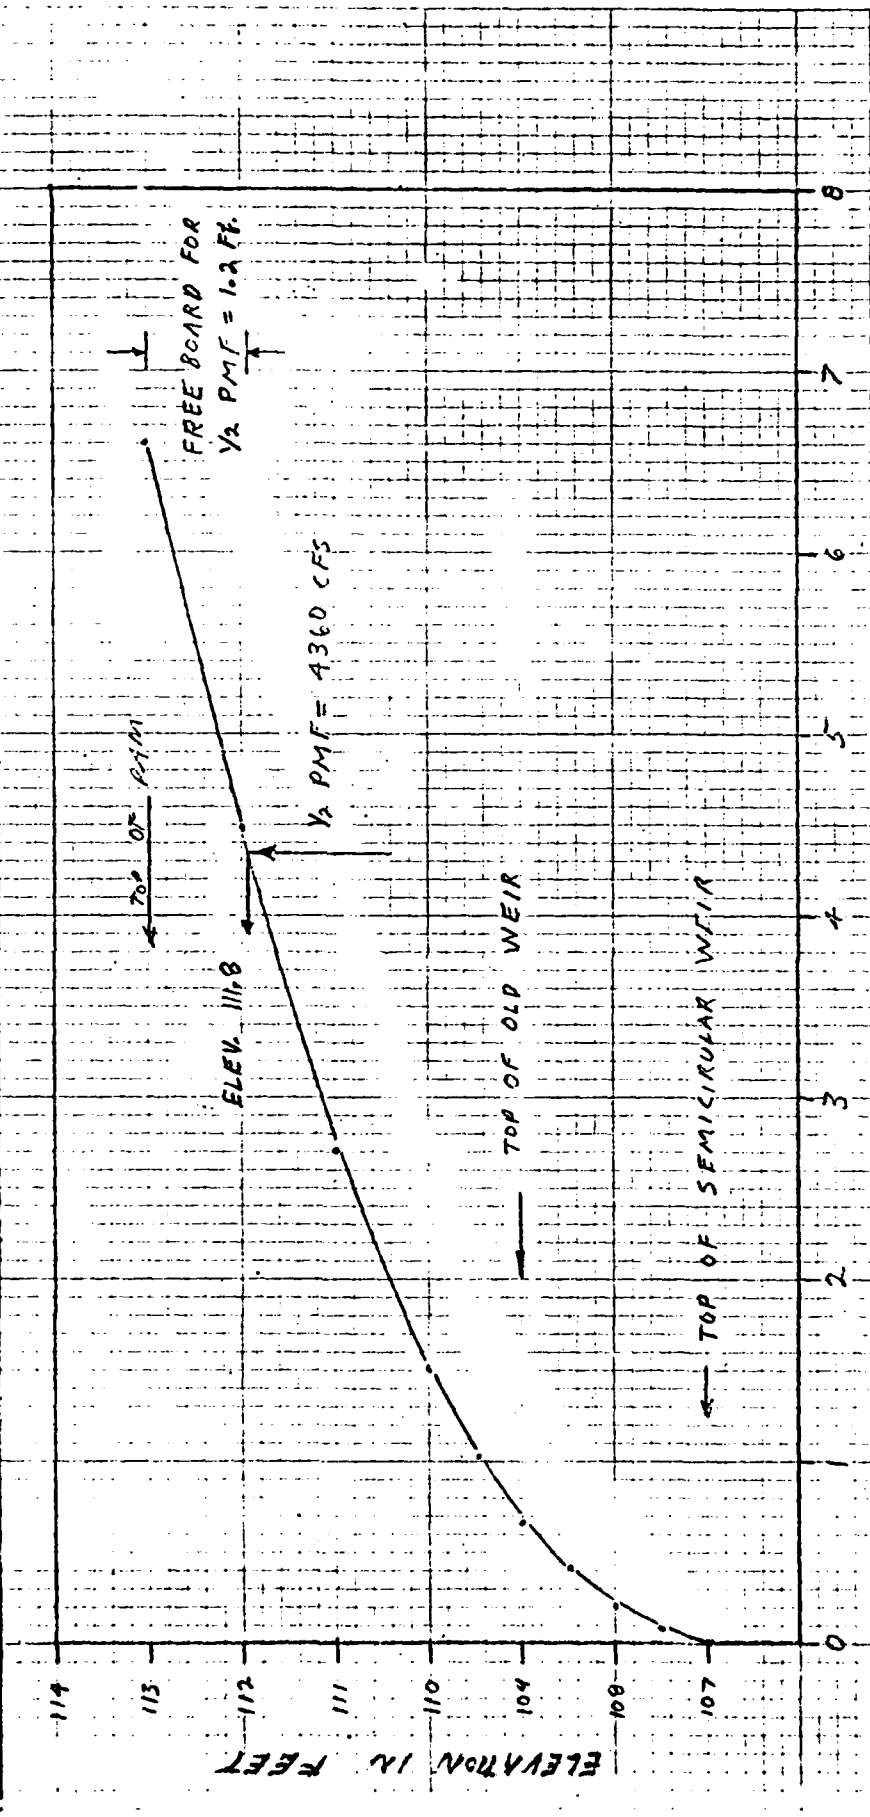 ELEVATION IN FEET
114
113
112
111
110
109
108
107
0
1
2
3
4
5
6
7
8
TOP OF DAM
FREE BOARD FOR
1/2 PMF = 1.2 Ft.
ELEV. 111.8
1/2 PMF = 4360 CFS
TOP OF OLD WEIR
TOP OF SEMICIRULAR WEIR